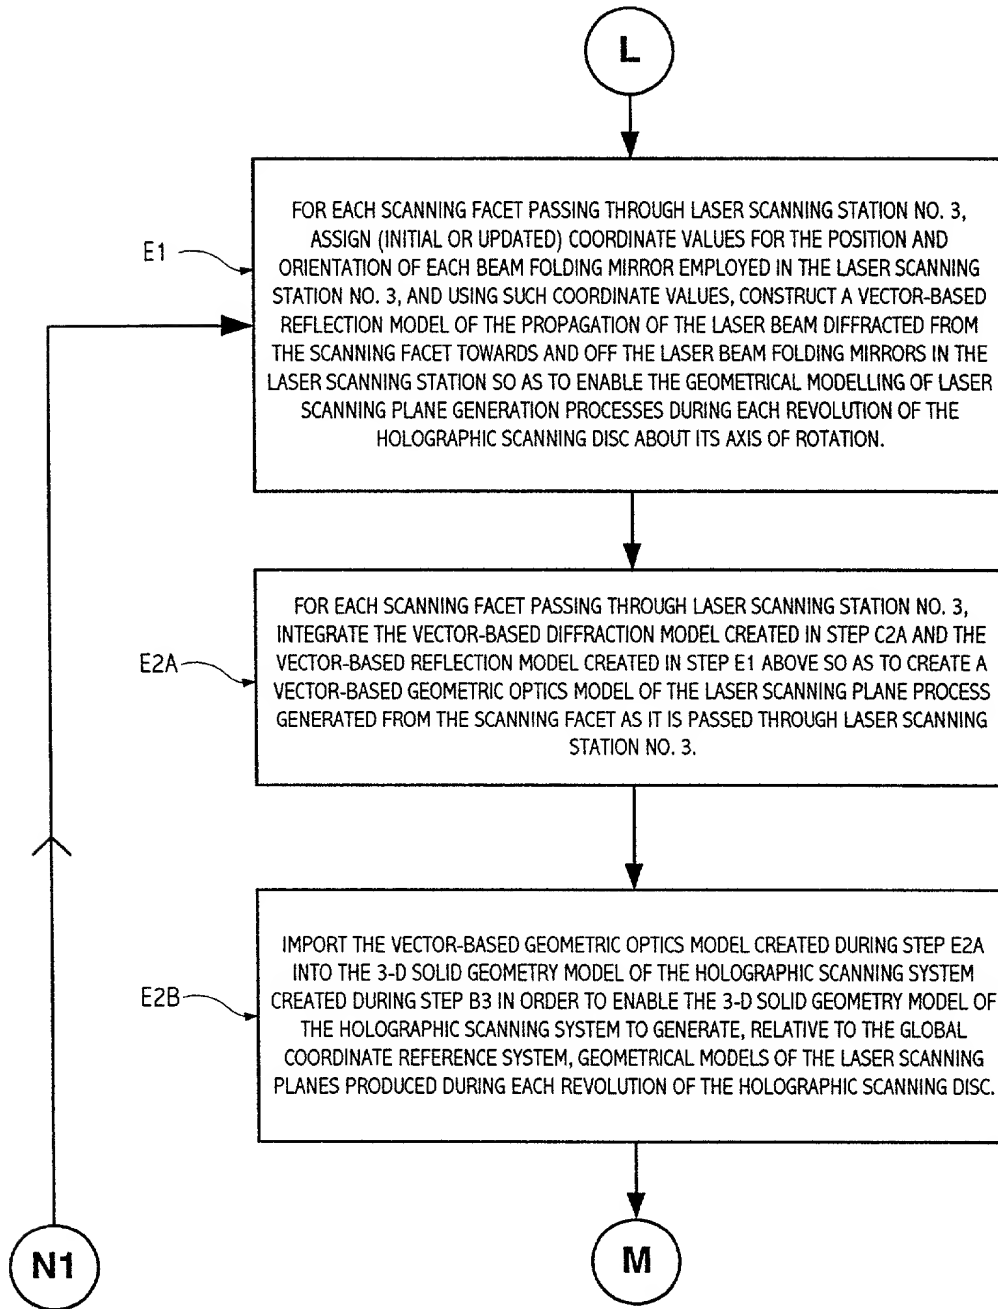 L
E1
FOR EACH SCANNING FACET PASSING THROUGH LASER SCANNING STATION NO. 3,
ASSIGN (INITIAL OR UPDATED) COORDINATE VALUES FOR THE POSITION AND
ORIENTATION OF EACH BEAM FOLDING MIRROR EMPLOYED IN THE LASER SCANNING
STATION NO. 3, AND USING SUCH COORDINATE VALUES, CONSTRUCT A VECTOR-BASED
REFLECTION MODEL OF THE PROPAGATION OF THE LASER BEAM DIFFRACTED FROM
THE SCANNING FACET TOWARDS AND OFF THE LASER BEAM FOLDING MIRRORS IN THE
LASER SCANNING STATION SO AS TO ENABLE THE GEOMETRICAL MODELLING OF LASER
SCANNING PLANE GENERATION PROCESSES DURING EACH REVOLUTION OF THE
HOLOGRAPHIC SCANNING DISC ABOUT ITS AXIS OF ROTATION.
E2A
FOR EACH SCANNING FACET PASSING THROUGH LASER SCANNING STATION NO. 3,
INTEGRATE THE VECTOR-BASED DIFFRACTION MODEL CREATED IN STEP C2A AND THE
VECTOR-BASED REFLECTION MODEL CREATED IN STEP E1 ABOVE SO AS TO CREATE A
VECTOR-BASED GEOMETRIC OPTICS MODEL OF THE LASER SCANNING PLANE PROCESS
GENERATED FROM THE SCANNING FACET AS IT IS PASSED THROUGH LASER SCANNING
STATION NO. 3.
E2B
IMPORT THE VECTOR-BASED GEOMETRIC OPTICS MODEL CREATED DURING STEP E2A
INTO THE 3-D SOLID GEOMETRY MODEL OF THE HOLOGRAPHIC SCANNING SYSTEM
CREATED DURING STEP B3 IN ORDER TO ENABLE THE 3-D SOLID GEOMETRY MODEL OF
THE HOLOGRAPHIC SCANNING SYSTEM TO GENERATE, RELATIVE TO THE GLOBAL
COORDINATE REFERENCE SYSTEM, GEOMETRICAL MODELS OF THE LASER SCANNING
PLANES PRODUCED DURING EACH REVOLUTION OF THE HOLOGRAPHIC SCANNING DISC.
N1
M